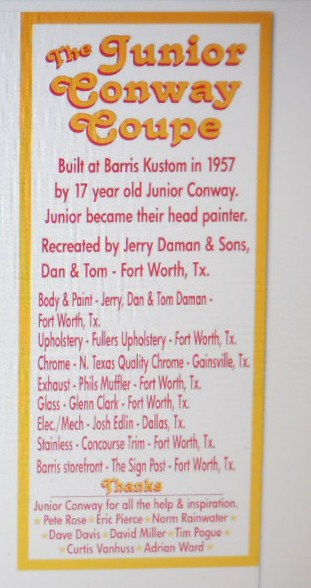 The Junior
Conway
Coupe
Built at Barris Kustom in 1957
by 17 year old Junior Conway.
Junior became their head painter.
Recreated by Jerry Daman & Sons,
Dan & Tom - Fort Worth, Tx.
Body & Paint - Jerry, Dan & Tom Daman -
Fort Worth, Tx.
Upholstery - Fullers Upholstery - Fort Worth, Tx.
Chrome - N. Texas Quality Chrome - Gainsville, Tx.
Exhaust - Phils Muffler - Fort Worth, Tx.
Glass - Glenn Clark - Fort Worth, Tx.
Elec./Mech - Josh Edlin - Dallas, Tx.
Stainless - Concourse Trim - Fort Worth, Tx.
Barris storefront - The Sign Post - Fort Worth, Tx.
Thanks
Junior Conway for all the help & inspiration.
Pete Rose Eric Pierce Norm Rainwater
Dave Davis David Miller Tim Pogue
Curtis Vanhuss Adrian Ward